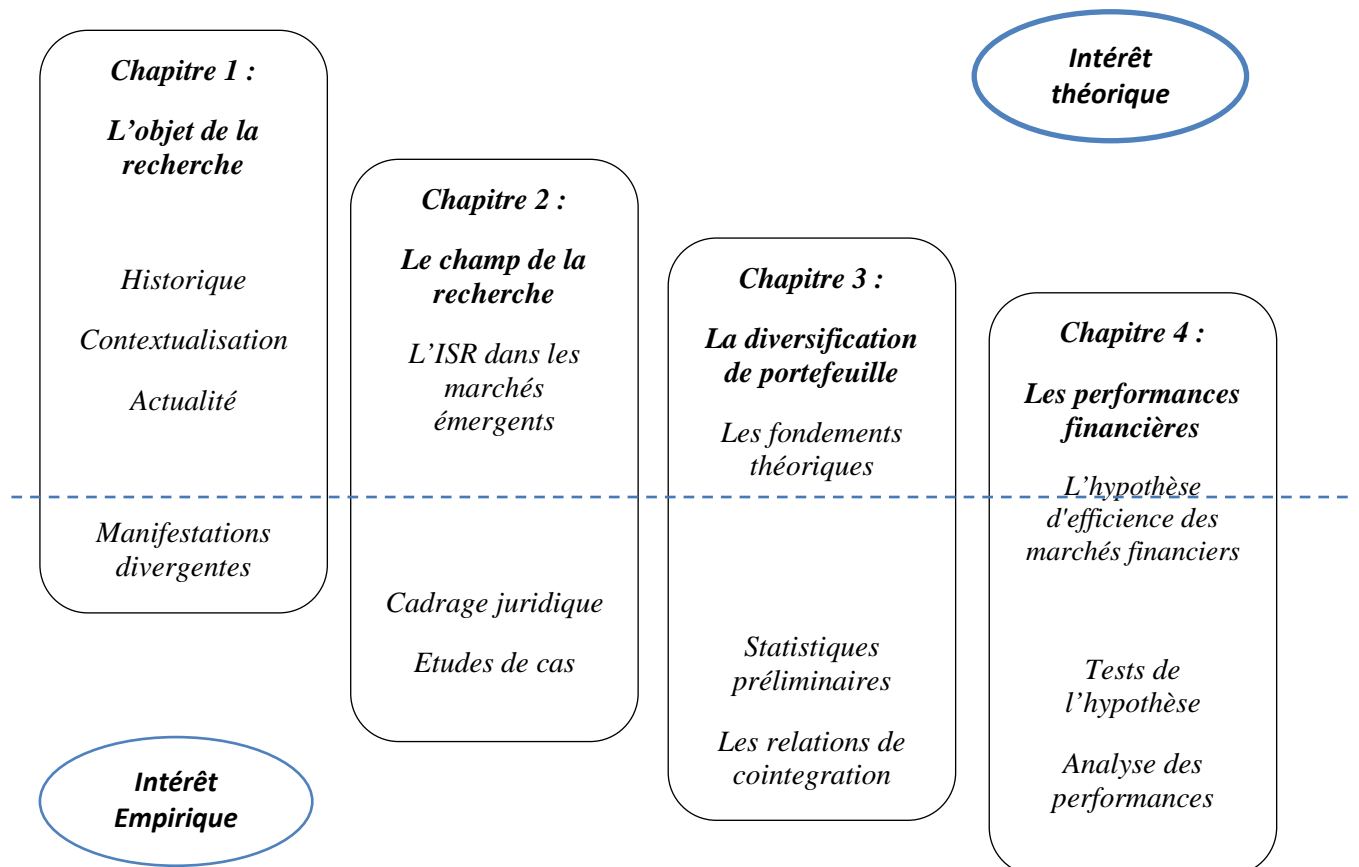 Chapitre 1 :
L'objet de la
recherche
Historique
Contextualisation
Actualité
Manifestations
divergentes
Chapitre 2 :
Le champ de la
recherche
L'ISR dans les
marchés
émergents
Cadrage juridique
Etudes de cas
Chapitre 3 :
La diversification
de portefeuille
Les fondements
théoriques
Statistiques
préliminaires
Les relations de
cointegration
Chapitre 4 :
Les performances
financières
L'hypothèse
d'efficience des
marchés financiers
Tests de
l'hypothèse
Analyse des
performances
Intérêt
théorique
Intérêt
Empirique